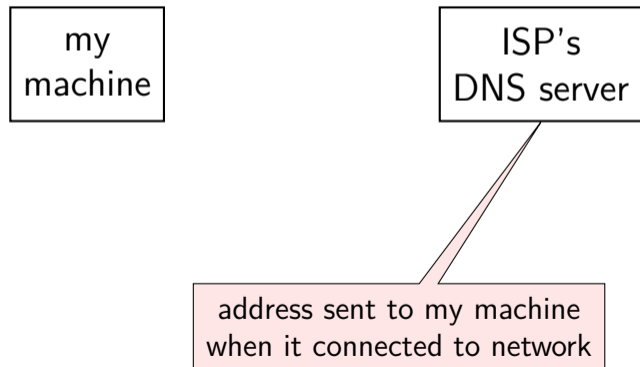 my
machine
ISP's
DNS server
address sent to my machine
when it connected to network